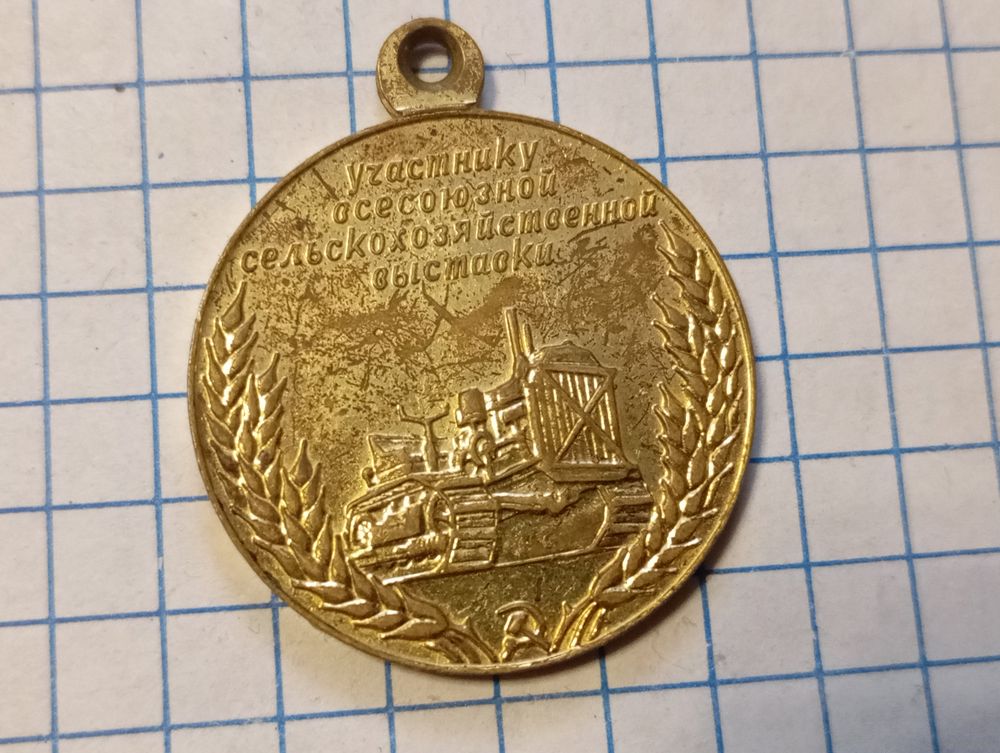 участнику
всесоюзной
сельскохозяйственной
выставки